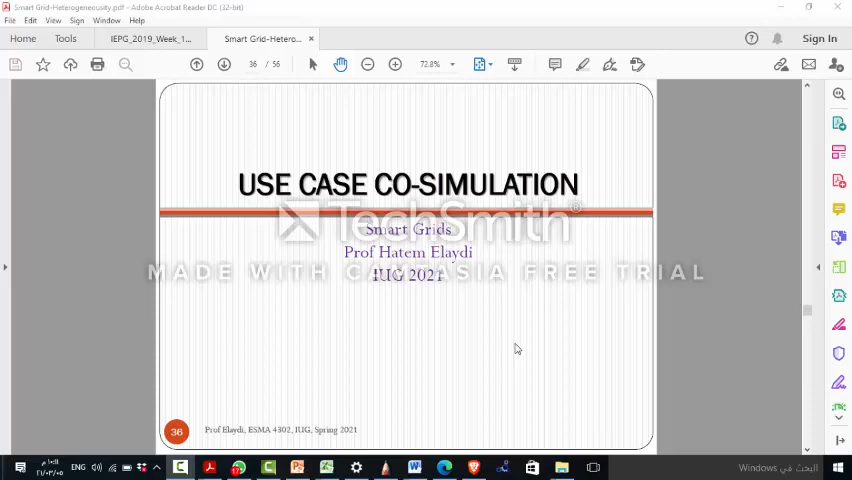 Smart Grid-Heterogeneousity.pdf - Adobe Acrobat Reader DC (32-bit)
File Edit View Sign Window Help
Home Tools IEPG_2019_Week_1... Smart Grid-Hetero... × Sign In
36 / 56 72.8%
USE CASE CO-SIMULATION
TechSmith®
Smart Grids
Prof Hatem Elaydi
MADE WITH CAMTASIA FREE TRIAL
IUG 2021
36 Prof Elaydi, ESMA 4302, IUG, Spring 2021
ENG
البحث في Windows